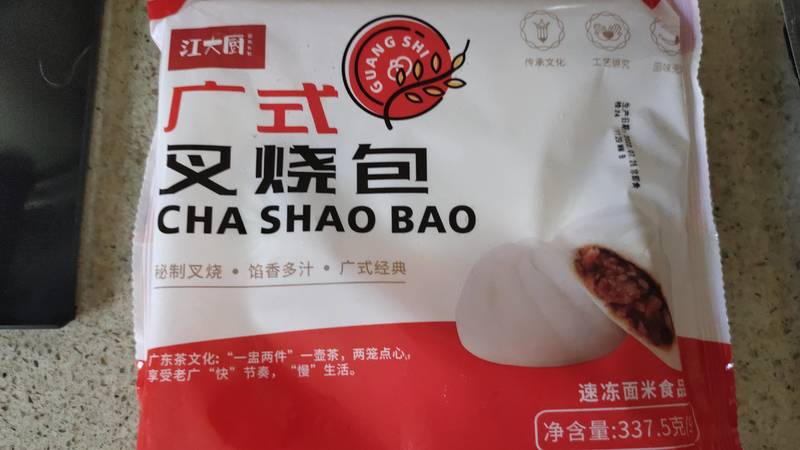 江大厨
GUANG SHI
传承文化
工艺研究
广式
叉烧包
CHA SHAO BAO
秘制叉烧 • 馅香多汁 • 广式经典
广东茶文化:“一盅两件”一壶茶，两笼点心,
享受老广“快”节奏，“慢”生活。
速冻面米食品
净含量:337.5克/